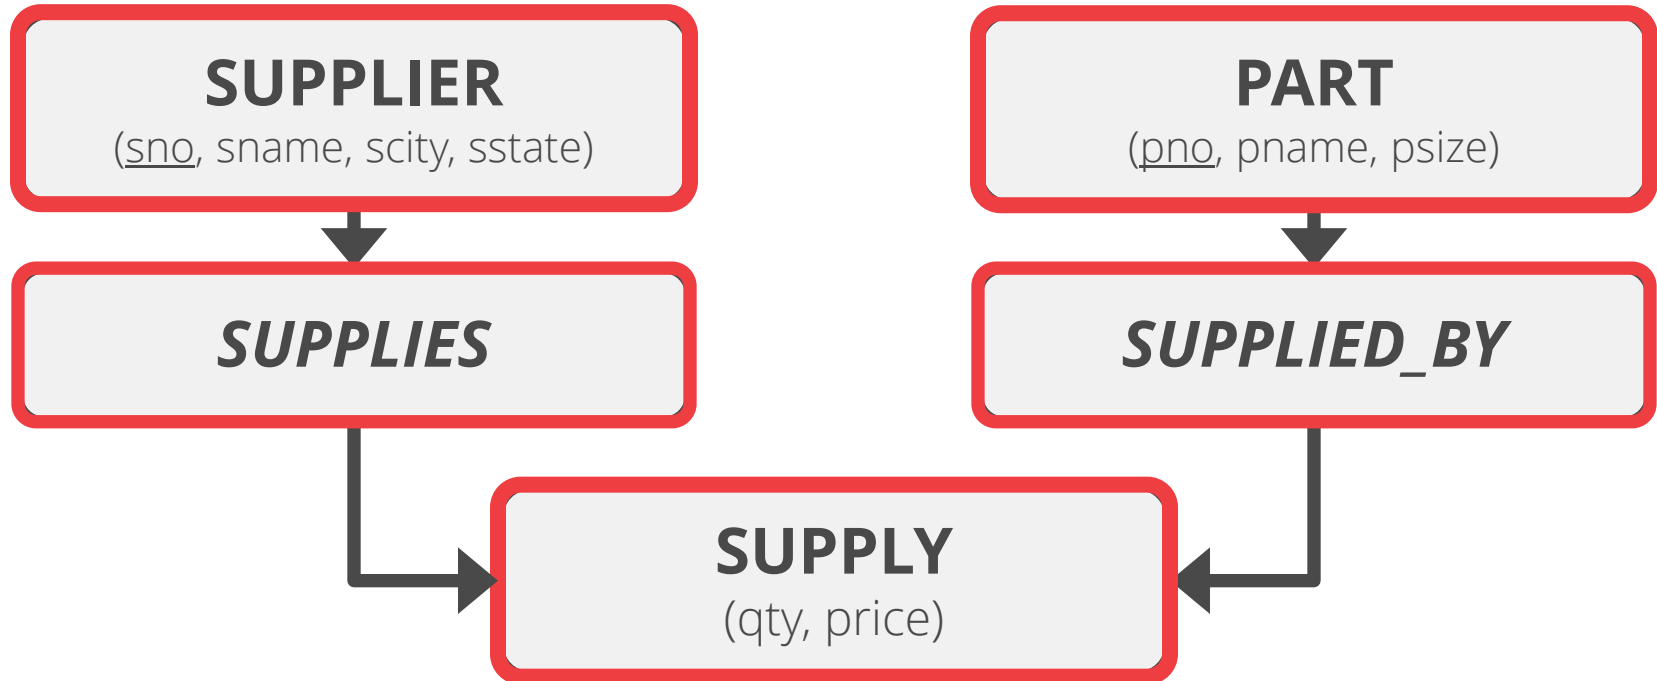 SUPPLIER
(sno, sname, scity, sstate)
PART
(pno, pname, psize)
SUPPLIES
SUPPLIED_BY
SUPPLY
(qty, price)